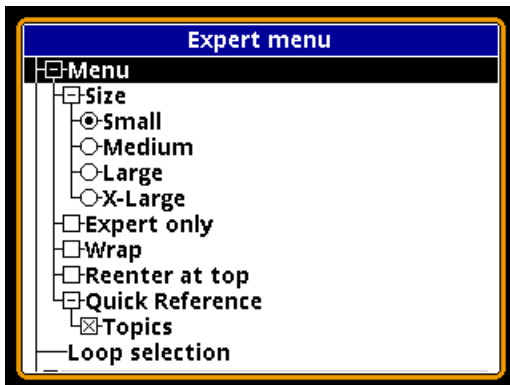 Expert menu
Menu
Size
Small
Medium
Large
X-Large
Expert only
Wrap
Reenter at top
Quick Reference
Topics
Loop selection